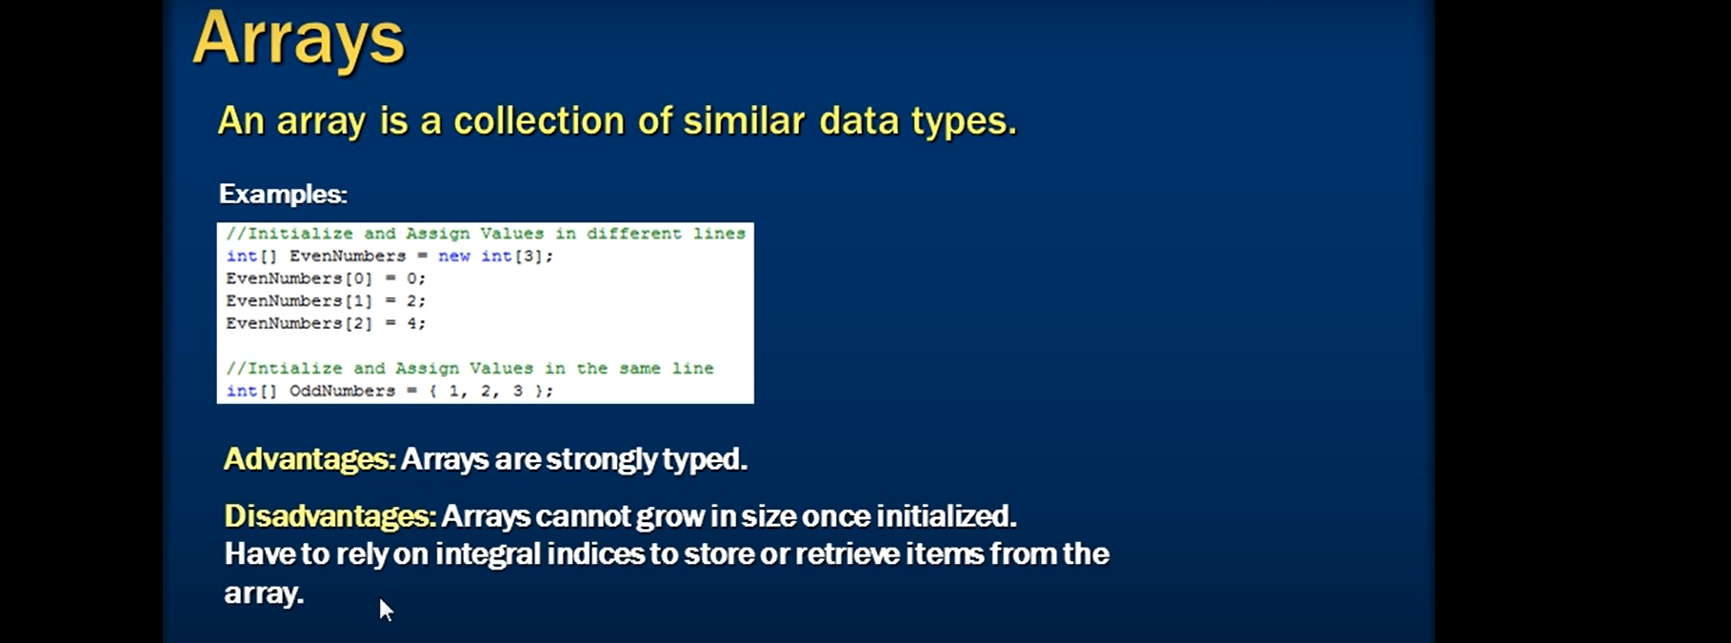 Arrays
An array is a collection of similar data types.
Examples:
//Initialize and Assign Values in different lines
int[] EvenNumbers = new int[3];
EvenNumbers[0] = 0;
EvenNumbers[1] = 2;
EvenNumbers[2] = 4;
//Intialize and Assign Values in the same line
int[] OddNumbers = { 1, 2, 3 };
Advantages: Arrays are strongly typed.
Disadvantages: Arrays cannot grow in size once initialized.
Have to rely on integral indices to store or retrieve items from the
array.